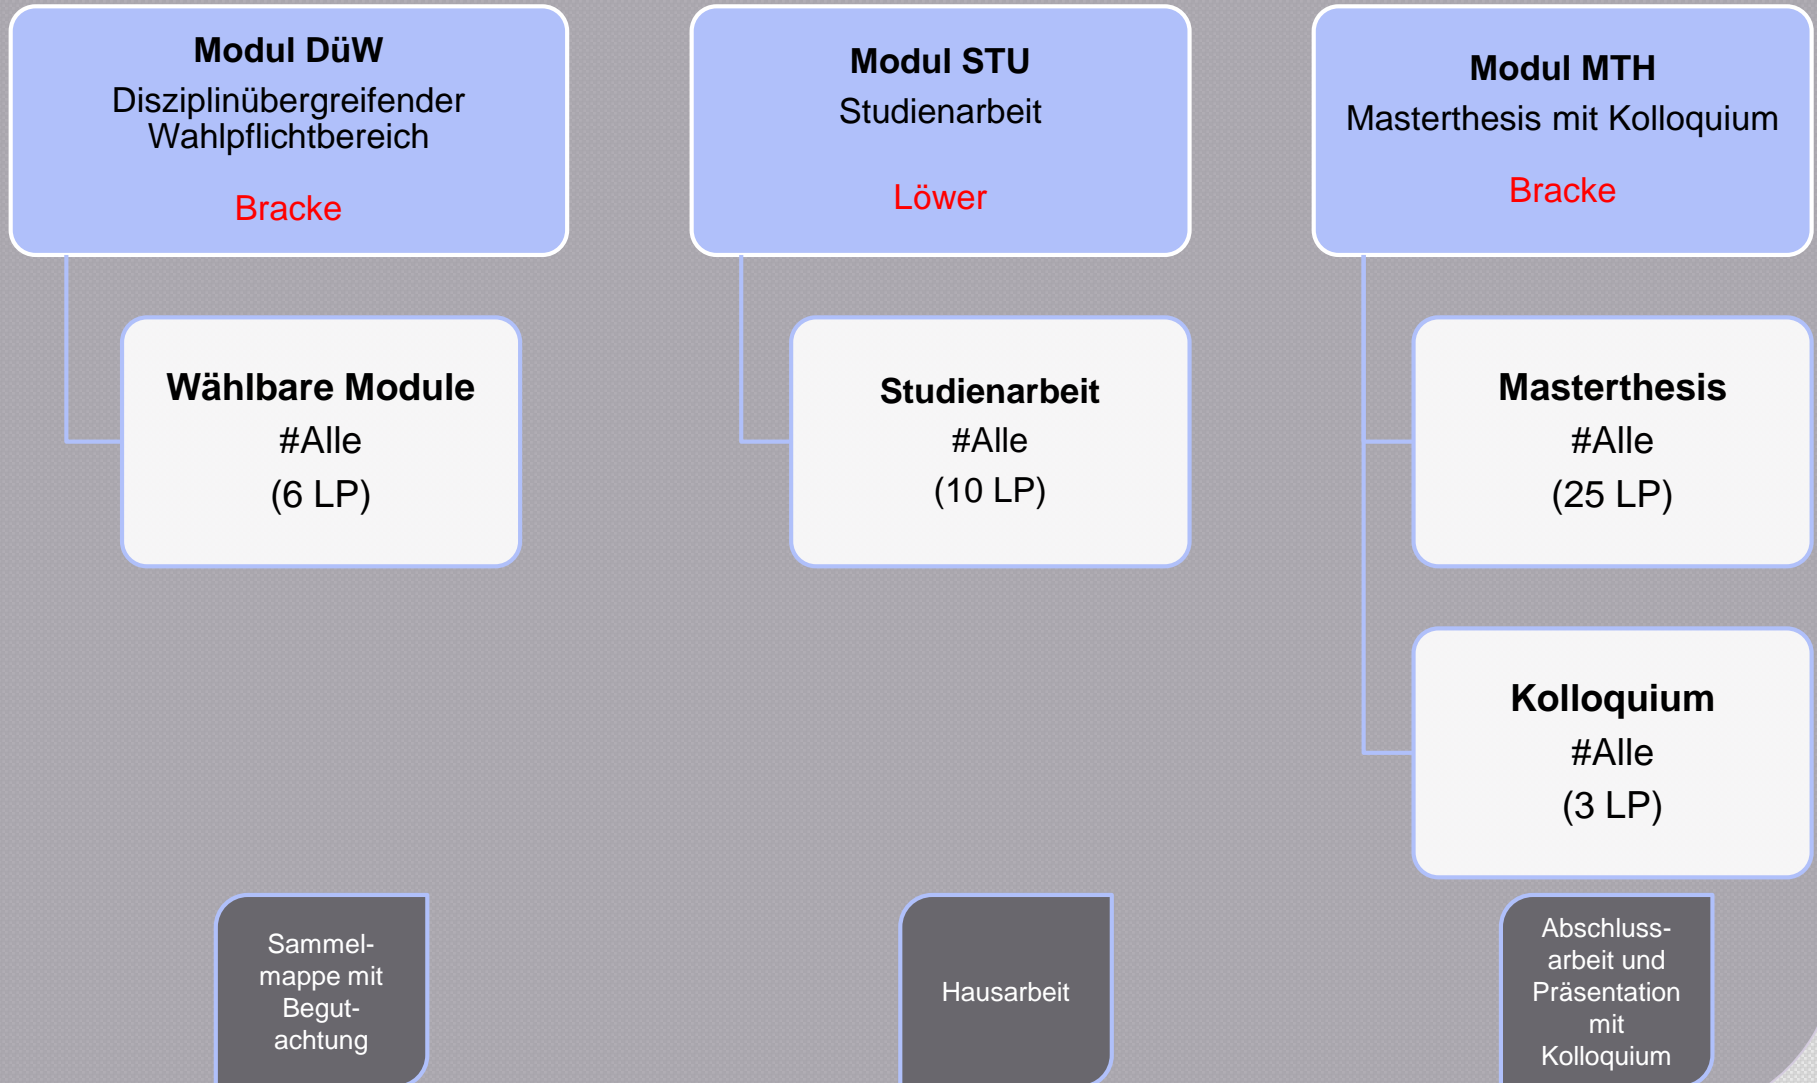 Modul DüW
Disziplinübergreifender
Wahlpflichtbereich
Bracke
Wählbare Module
#Alle
(6 LP)
Sammel-
mappe mit
Begut-
achtung
Modul STU
Studienarbeit
Löwer
Studienarbeit
#Alle
(10 LP)
Hausarbeit
Modul MTH
Masterthesis mit Kolloquium
Bracke
Masterthesis
#Alle
(25 LP)
Kolloquium
#Alle
(3 LP)
Abschluss-
arbeit und
Präsentation
mit
Kolloquium